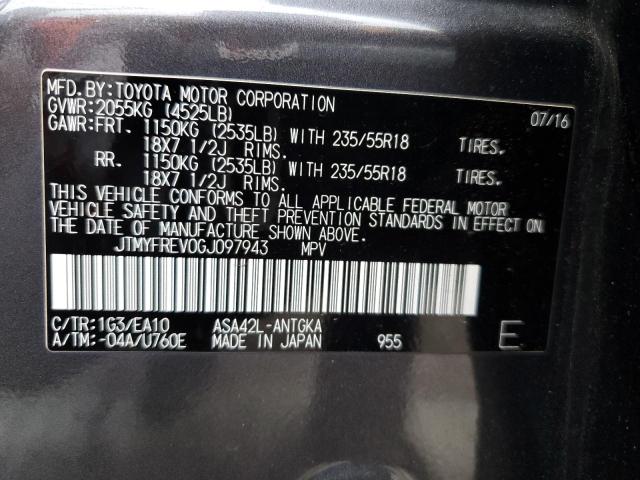 MFD.BY:TOYOTA MOTOR CORPORATION 07/16
GVWR:2055KG (4525LB)
GAWR:FRT. 1150KG (2535LB) WITH 235/55R18 TIRES.
18X7 1/2J RIMS.
RR. 1150KG (2535LB) WITH 235/55R18 TIRES.
18X7 1/2J RIMS.
THIS VEHICLE CONFORMS TO ALL APPLICABLE FEDERAL MOTOR
VEHICLE SAFETY AND THEFT PREVENTION STANDARDS IN EFFECT ON
THE DATE OF MANUFACTURE SHOWN ABOVE.
JTMYFREV0GJ097943 MPV
C/TR:1G3/EA10 ASA42L-ANTGKA
A/TM:-04A/U760E MADE IN JAPAN 955 E